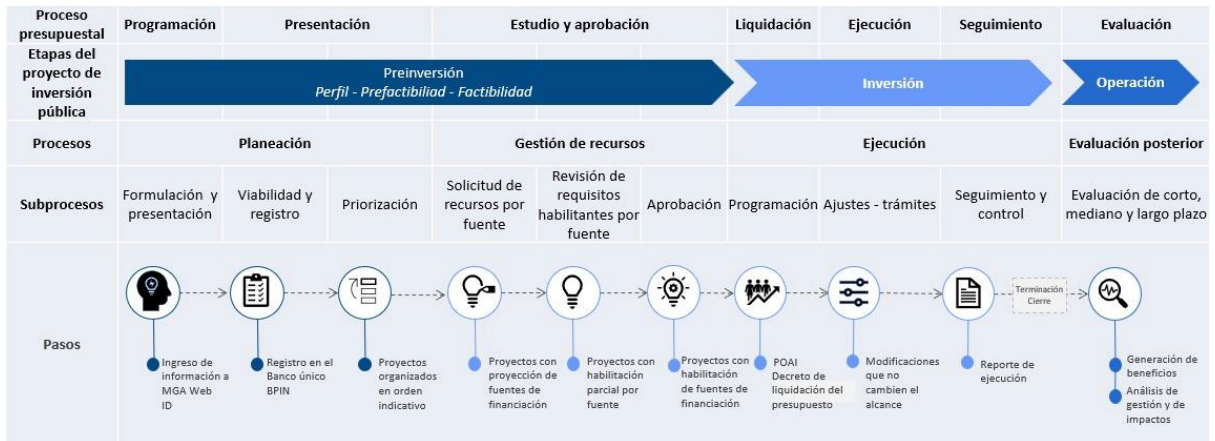 Proceso
presupuestal
Programación
Presentación
Estudio y aprobación
Liquidación
Ejecución
Seguimiento
Evaluación
Etapas del
proyecto de
inversión
pública
Preinversión
Perfil - Prefactibiliad - Factibilidad
Inversión
Operación
Procesos
Planeación
Gestión de recursos
Ejecución
Evaluación posterior
Subprocesos
Formulación y
presentación
Viabilidad y
registro
Priorización
Solicitud de
recursos por
fuente
Revisión de
requisitos
habilitantes por
fuente
Aprobación
Programación
Ajustes - trámites
Seguimiento y
control
Evaluación de corto,
mediano y largo plazo
Pasos
Terminación
Cierre
Ingreso de
información a
MGA Web
ID
Registro en el
Banco único
BPIN
Proyectos
organizados
en orden
indicativo
Proyectos con
proyección de
fuentes de
financiación
Proyectos con
habilitación
parcial por
fuente
Proyectos con
habilitación
de fuentes de
financiación
POAI
Decreto de
liquidación del
presupuesto
Modificaciones
que no
cambien el
alcance
Reporte de
ejecución
Generación de
beneficios
Análisis de
gestión y de
impactos